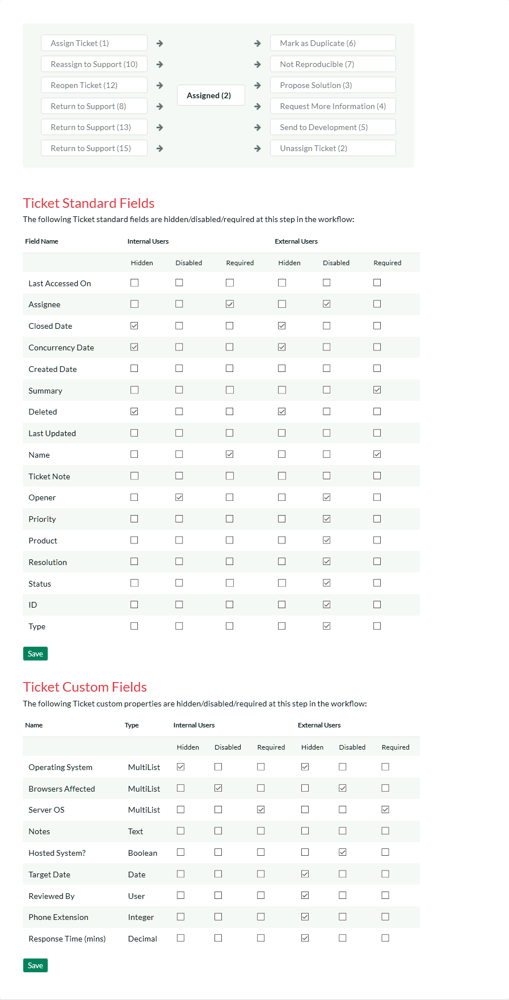 Assign Ticket (1)
Mark as Duplicate (6)
Reassign to Support (10)
Not Reproducible (7)
Reopen Ticket (12)
Propose Solution (3)
Assigned (2)
Return to Support (8)
Request More Information (4)
Return to Support (13)
Send to Development (5)
Return to Support (15)
Unassign Ticket (2)
Ticket Standard Fields
The following Ticket standard fields are hidden/disabled/required at this step in the workflow:
Field Name Internal Users External Users
Hidden Disabled Required Hidden Disabled Required
Last Accessed On
Assignee
Closed Date
Concurrency Date
Created Date
Summary
Deleted
Last Updated
Name
Ticket Note
Opener
Priority
Product
Resolution
Status
ID
Type
Save
Ticket Custom Fields
The following Ticket custom properties are hidden/disabled/required at this step in the workflow:
Name Type Internal Users External Users
Hidden Disabled Required Hidden Disabled Required
Operating System MultiList
Browsers Affected MultiList
Server OS MultiList
Notes Text
Hosted System? Boolean
Target Date Date
Reviewed By User
Phone Extension Integer
Response Time (mins) Decimal
Save